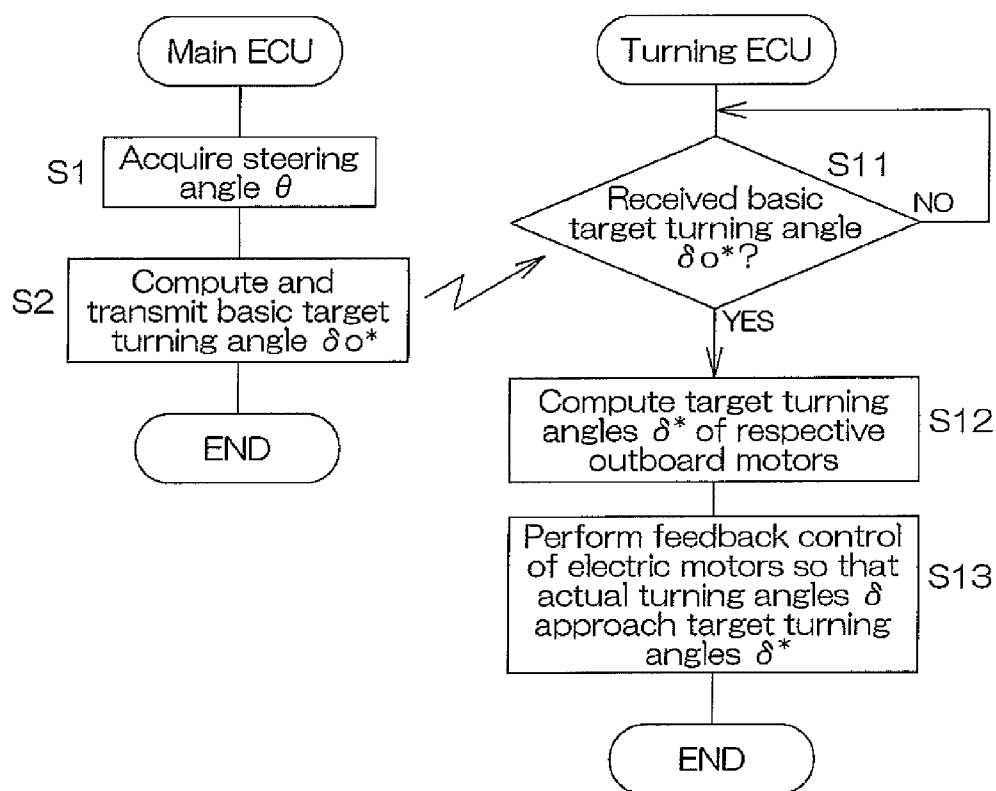 Main ECU
S1
Acquire steering
angle θ
S2
Compute and
transmit basic target
turning angle δo*
END
Turning ECU
S11
Received basic
target turning angle
δo*?
NO
YES
Compute target turning
angles δ* of respective
outboard motors
S12
Perform feedback control
of electric motors so that
actual turning angles δ
approach target turning
angles δ*
S13
END